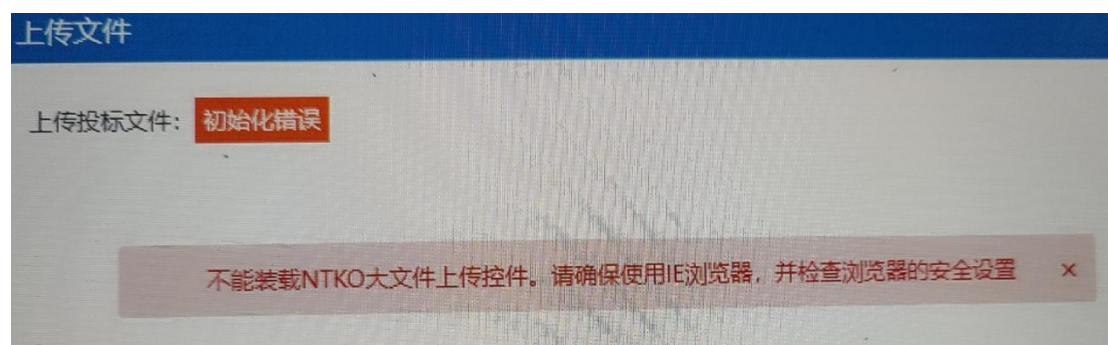 上传文件
上传投标文件: 初始化错误
不能装载NTKO大文件上传控件。请确保使用IE浏览器，并检查浏览器的安全设置 ×